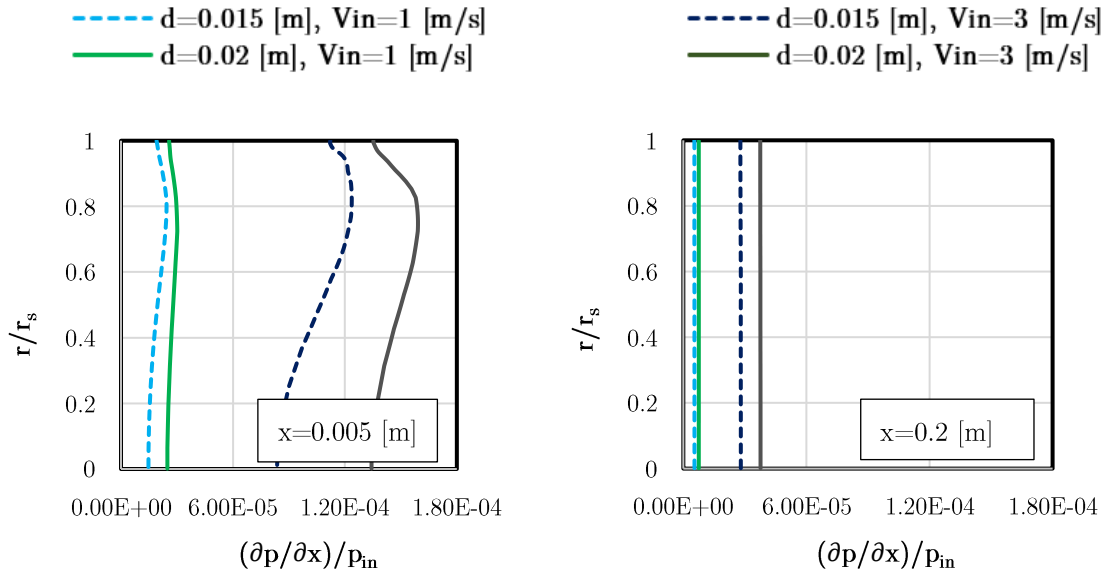 d=0.015 [m], Vin=1 [m/s]
d=0.02 [m], Vin=1 [m/s]
d=0.015 [m], Vin=3 [m/s]
d=0.02 [m], Vin=3 [m/s]
r/rₛ
1
0.8
0.6
0.4
0.2
0
x=0.005 [m]
0.00E+00 6.00E-05 1.20E-04 1.80E-04
(∂p/∂x)/pᵢₙ
r/rₛ
1
0.8
0.6
0.4
0.2
0
x=0.2 [m]
0.00E+00 6.00E-05 1.20E-04 1.80E-04
(∂p/∂x)/pᵢₙ